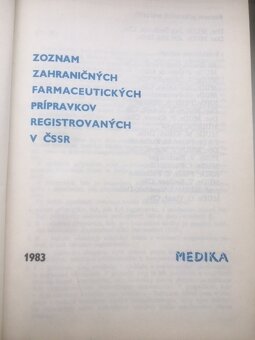 ZOZNAM
ZAHRANIČNÝCH
FARMACEUTICKÝCH
PRÍPRAVKOV
REGISTROVANÝCH
V ČSSR
1983 MEDIKA